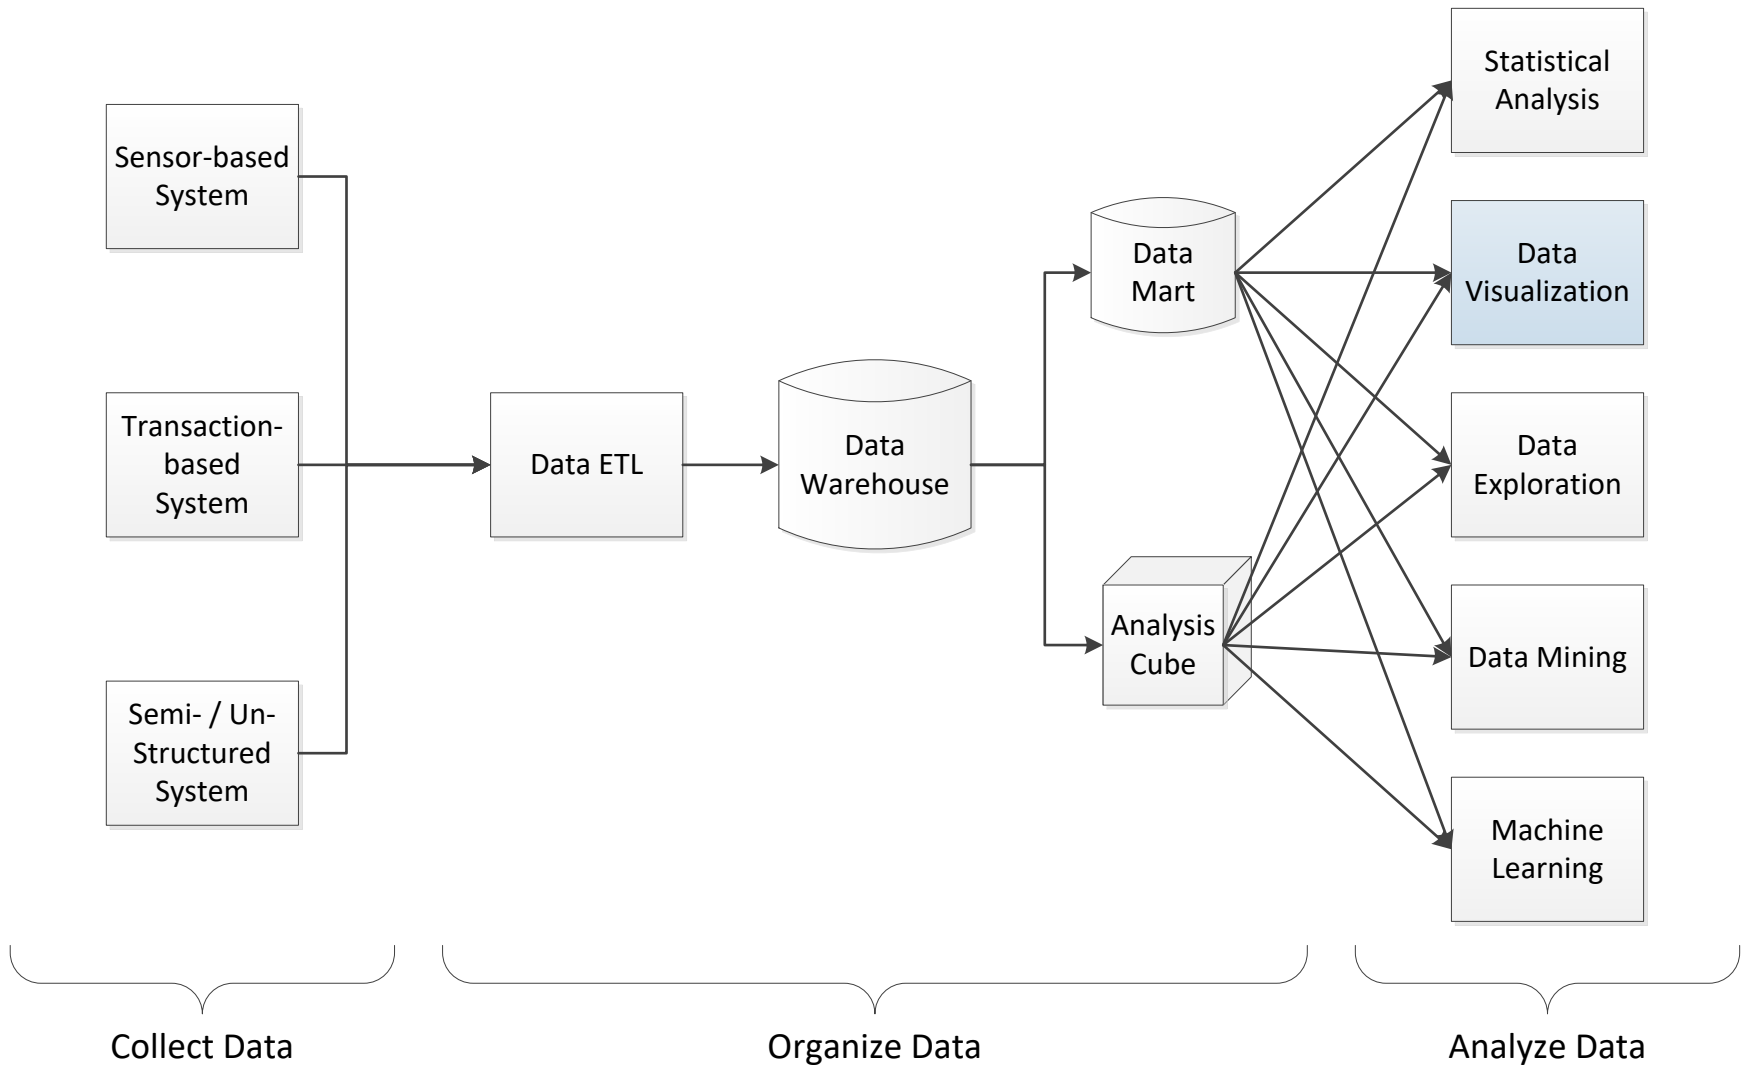 Sensor-based
System
Transaction-
based
System
Semi- / Un-
Structured
System
Data ETL
Data
Warehouse
Data
Mart
Analysis
Cube
Statistical
Analysis
Data
Visualization
Data
Exploration
Data Mining
Machine
Learning
Collect Data
Organize Data
Analyze Data